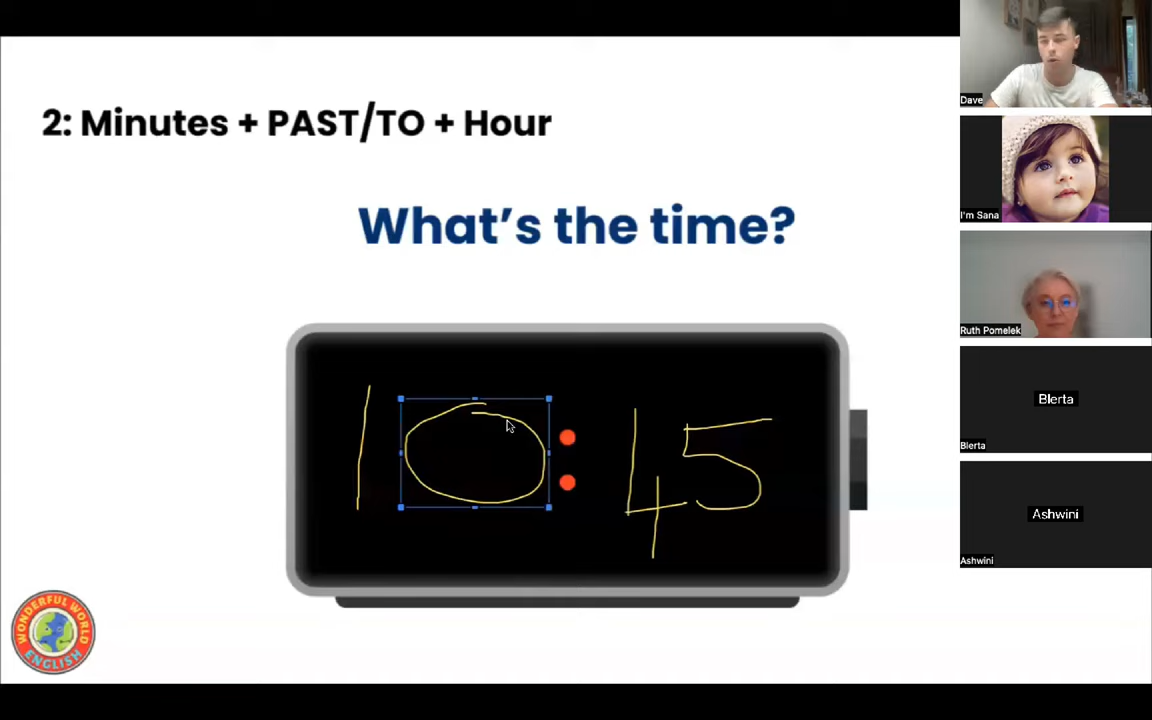 2: Minutes + PAST/TO + Hour
What's the time?
10:45
WONDERFUL WORLD
ENGLISH
Dave
I'm Sana
Ruth Pomelek
Blerta
Blerta
Ashwini
Ashwini